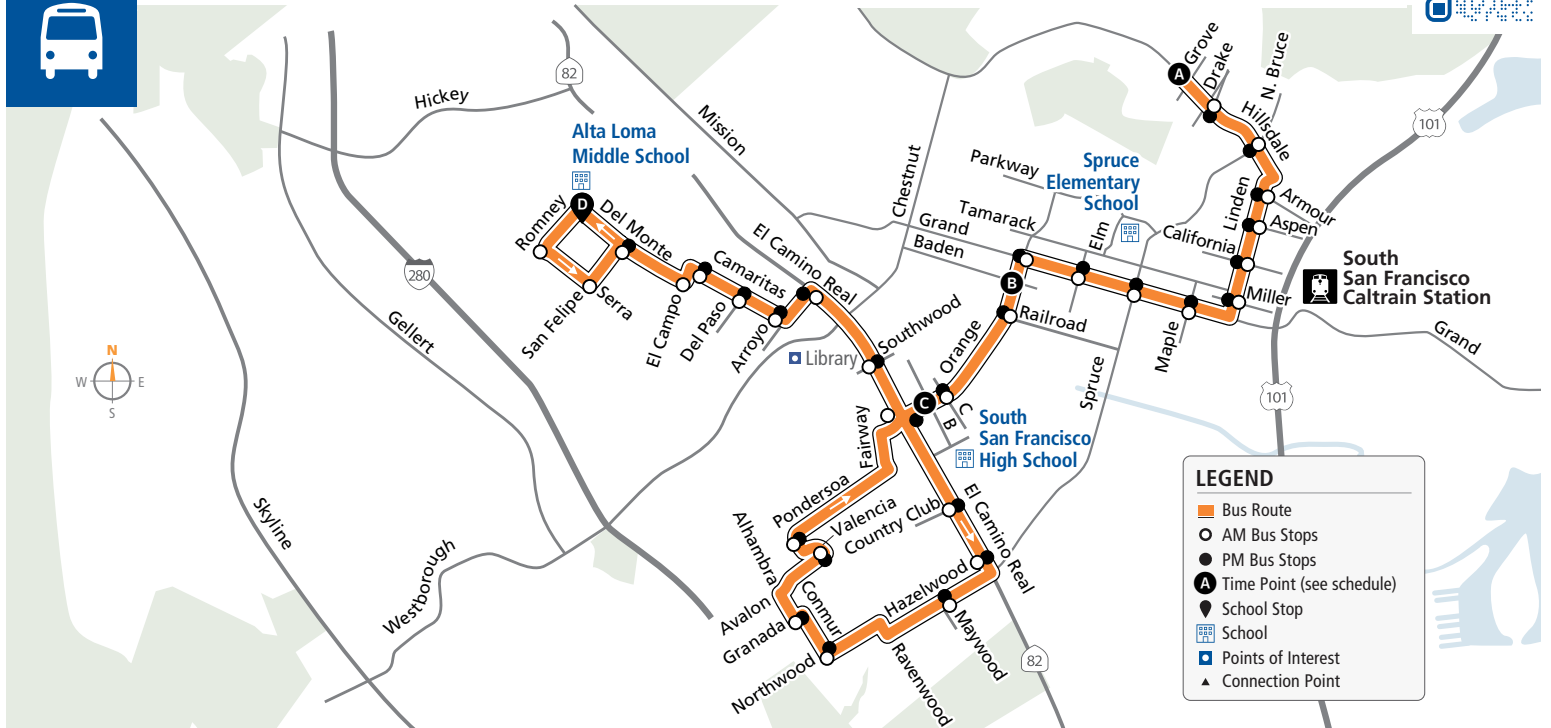 Grove
A
Drake
N. Bruce
82
Hickey
Mission
Hillsdale
101
Alta Loma
Middle School
Chestnut
Parkway
Spruce
Elementary
School
Linden
Armour
Romney
D
Del Monte
Tamarack
Grand
Elm
Aspen
El Camino Real
Baden
California
280
Camaritas
B
South
San Francisco
Caltrain Station
Miller
San Felipe
Serra
El Campo
Del Paso
Arroyo
Southwood
Railroad
Maple
Grand
Gellert
Library
Orange
N
W
E
S
Spruce
101
C
C
B
Fairway
South
San Francisco
High School
Pondersoa
Valencia
Country Club
El Camino Real
Skyline
Alhambra
Westborough
Avalon
Conmur
Hazelwood
Granada
Maywood
Northwood
Ravenwood
82
LEGEND
Bus Route
AM Bus Stops
PM Bus Stops
A
Time Point (see schedule)
School Stop
School
Points of Interest
Connection Point